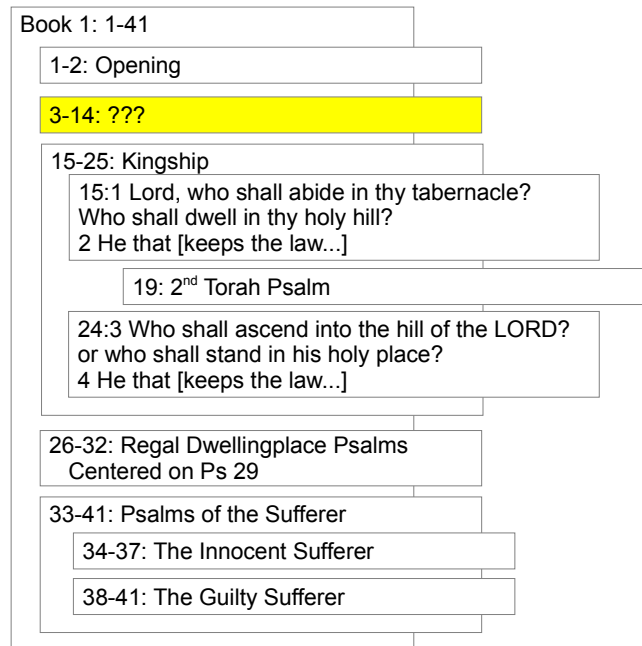 Book 1: 1-41
1-2: Opening
3-14: ???
15-25: Kingship
15:1 Lord, who shall abide in thy tabernacle?
Who shall dwell in thy holy hill?
2 He that [keeps the law...]
19: 2nd Torah Psalm
24:3 Who shall ascend into the hill of the LORD?
or who shall stand in his holy place?
4 He that [keeps the law...]
26-32: Regal Dwellingplace Psalms
Centered on Ps 29
33-41: Psalms of the Sufferer
34-37: The Innocent Sufferer
38-41: The Guilty Sufferer